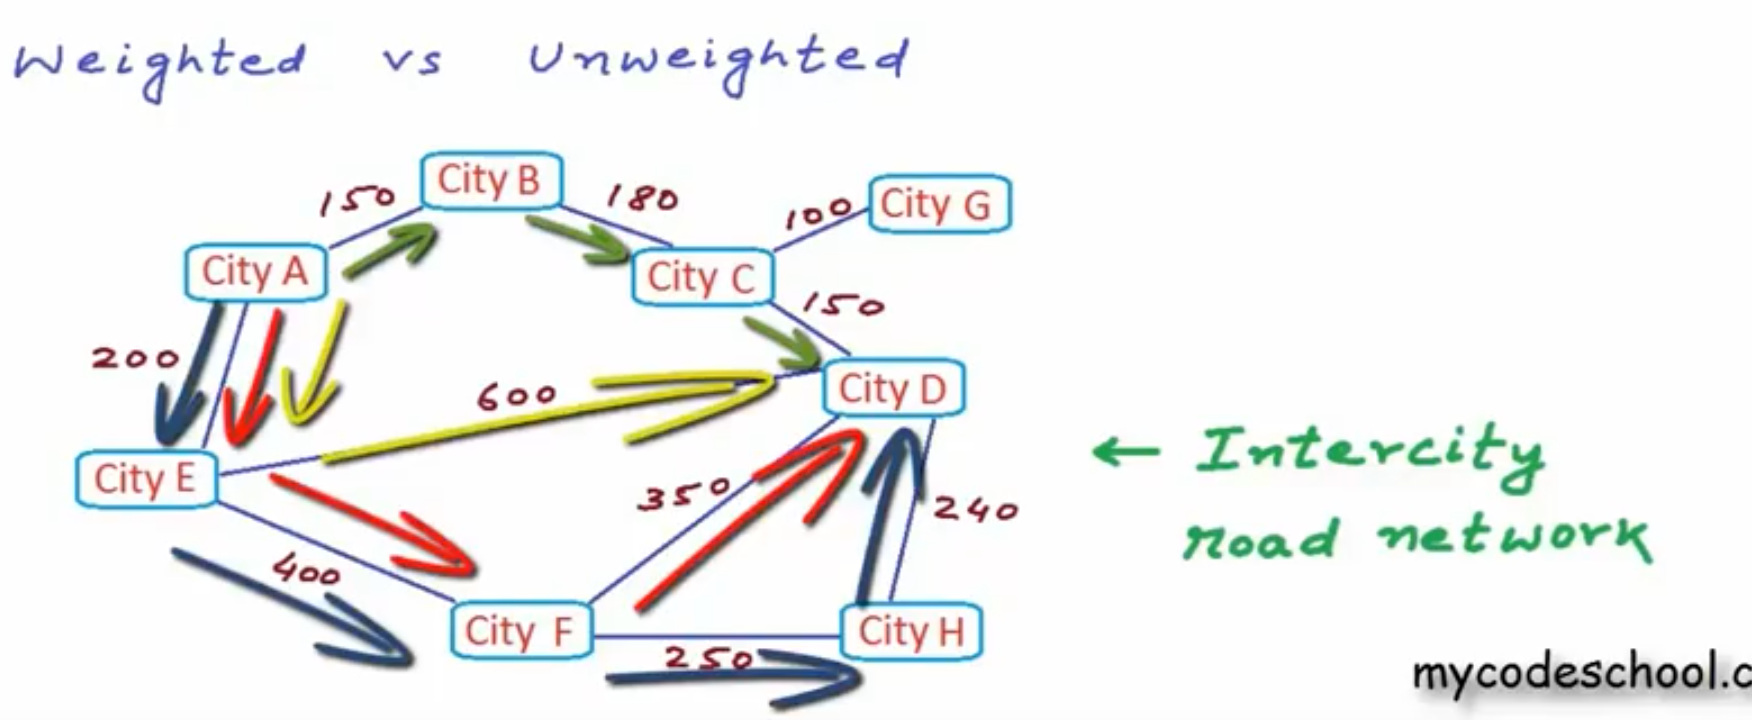 Weighted vs Unweighted
City B
150
180
City G
100
City A
City C
150
200
City D
600
City E
350
240
400
City F
City H
250
← Intercity
road network
mycodeschool.c